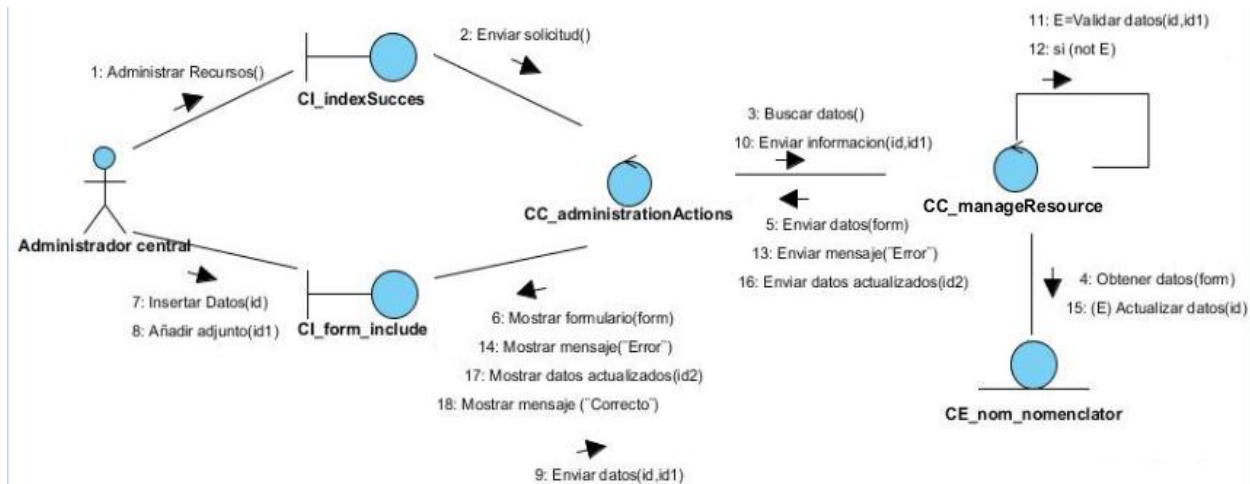 11: E=Validar datos(id,id1)
12: si (not E)
2: Enviar solicitud()
1: Administrar Recursos()
CI_indexSucces
3: Buscar datos()
10: Enviar informacion(id,id1)
CC_administrationActions
CC_manageResource
5: Enviar datos(form)
13: Enviar mensaje(¨Error¨)
16: Enviar datos actualizados(id2)
Administrador central
4: Obtener datos(form)
15: (E) Actualizar datos(id)
7: Insertar Datos(id)
8: Añadir adjunto(id1)
CI_form_include
6: Mostrar formulario(form)
14: Mostrar mensaje(¨Error¨)
17: Mostrar datos actualizados(id2)
18: Mostrar mensaje (¨Correcto¨)
CE_nom_nomenclator
9: Enviar datos(id,id1)